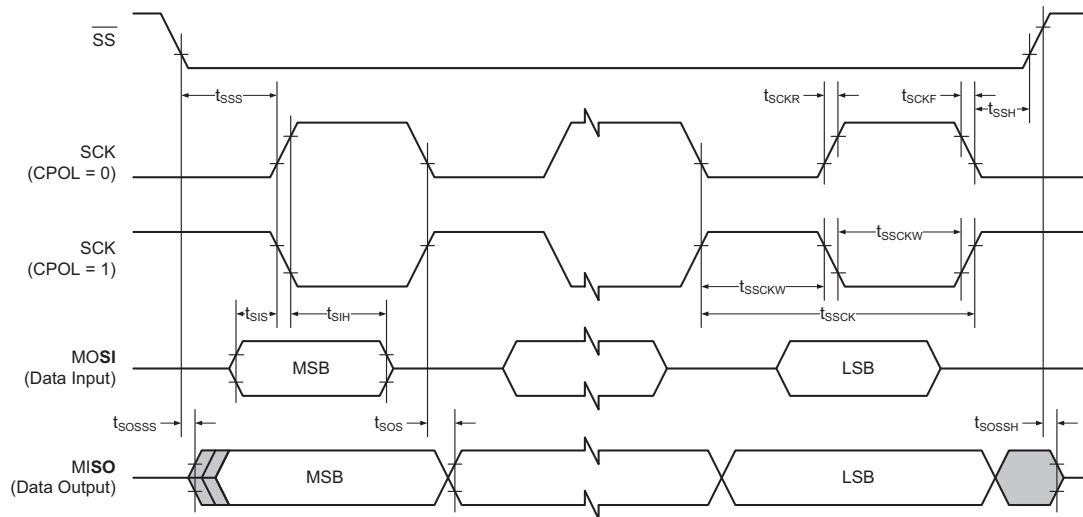 SS
tSSS
tSCKR
tSCKF
tSSH
SCK
(CPOL = 0)
SCK
(CPOL = 1)
tSSCKW
tSSCKW
tSSCK
tSIS
tSIH
MOSI
(Data Input)
MSB
LSB
tSOSSS
tSOS
tSOSSH
MISO
(Data Output)
MSB
LSB